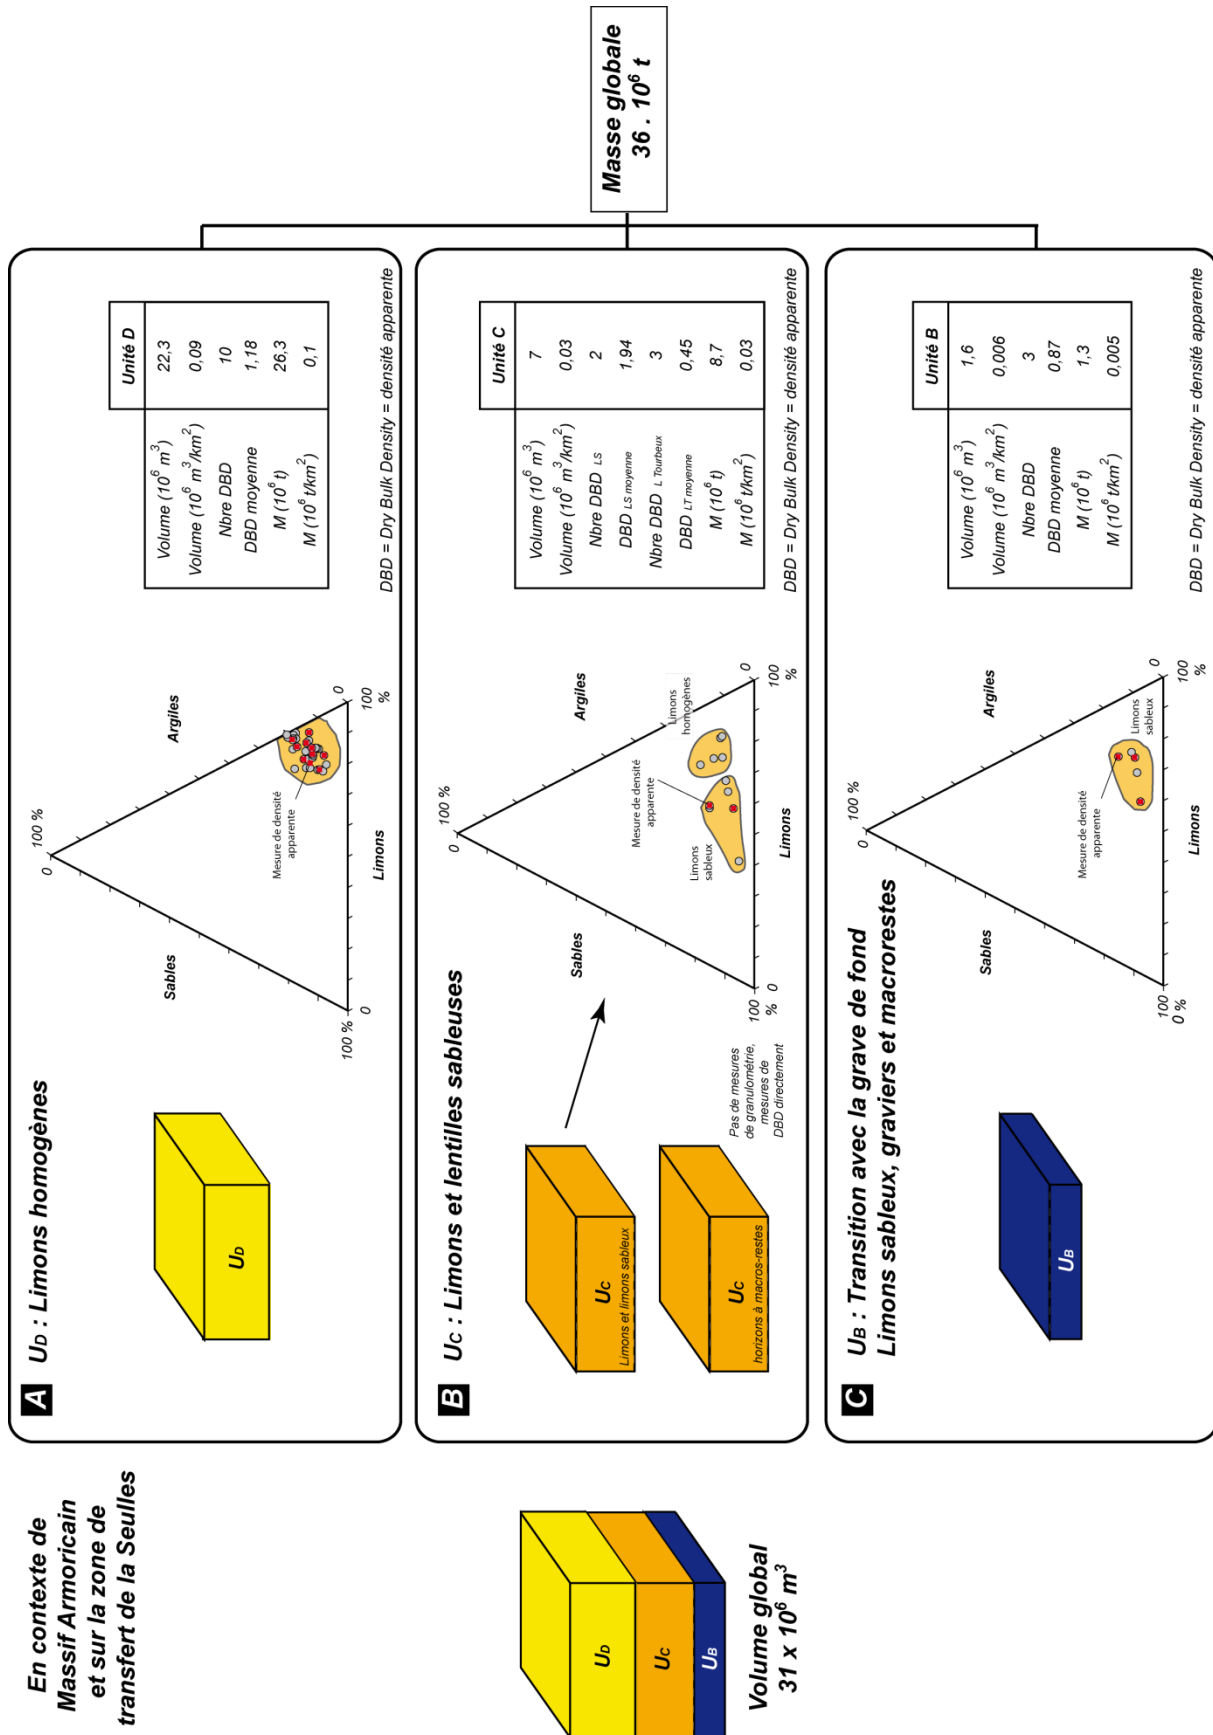 En contexte de
Massif Armoricain
et sur la zone de
transfert de la Seulles
UD
UC
UB
Volume global
31 x 10⁶ m³
A
UD : Limons homogènes
UD
100 %
0
Sables
Argiles
Mesure de densité
apparente
100 %
0
Limons
0
100
%
Unité D
Volume (10⁶ m³) 22,3
Volume (10⁶ m³/km²) 0,09
Nbre DBD 10
DBD moyenne 1,18
M (10⁶ t) 26,3
M (10⁶ t/km²) 0,1
DBD = Dry Bulk Density = densité apparente
B
UC : Limons et lentilles sableuses
UC
Limons et limons sableux
UC
horizons à macros-restes
Pas de mesures
de granulométrie,
mesures de
DBD directement
100 %
0
Sables
Argiles
Limons
sableux
Mesure de densité
apparente
Limons
homogènes
100
%
0
Limons
0
100
%
Unité C
Volume (10⁶ m³) 7
Volume (10⁶ m³/km²) 0,03
Nbre DBD LS 2
DBD LS moyenne 1,94
Nbre DBD L Tourbeux 3
DBD LT moyenne 0,45
M (10⁶ t) 8,7
M (10⁶ t/km²) 0,03
DBD = Dry Bulk Density = densité apparente
C
UB : Transition avec la grave de fond
Limons sableux, graviers et macrorestes
UB
100 %
0
Sables
Argiles
Mesure de densité
apparente
Limons
sableux
100
0 %
Limons
0
100
%
Unité B
Volume (10⁶ m³) 1,6
Volume (10⁶ m³/km²) 0,006
Nbre DBD 3
DBD moyenne 0,87
M (10⁶ t) 1,3
M (10⁶ t/km²) 0,005
DBD = Dry Bulk Density = densité apparente
Masse globale
36 . 10⁶ t